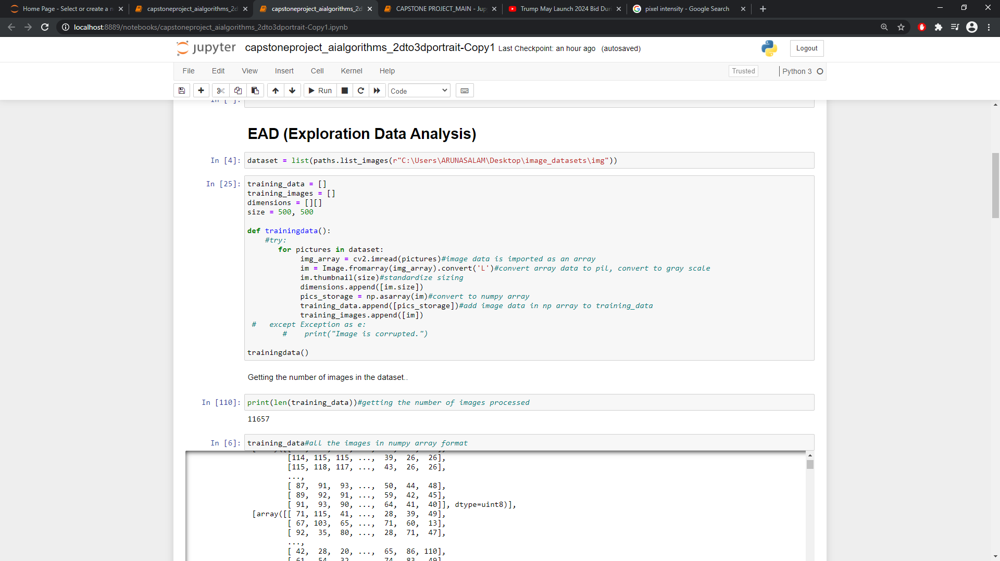 Home Page - Select or create a n
capstoneproject_aialgorithms_2d
capstoneproject_aialgorithms_2d
CAPSTONE PROJECT_MAIN - Jup
Trump May Launch 2024 Bid Dur
pixel intensity - Google Search
localhost:8889/notebooks/capstoneproject_aialgorithms_2dto3dportrait-Copy1.ipynb
jupyter capstoneproject_aialgorithms_2dto3dportrait-Copy1 Last Checkpoint: an hour ago (autosaved)
Logout
File Edit View Insert Cell Kernel Help
Trusted
Python 3
Run
Code
In [ ]:
EAD (Exploration Data Analysis)
In [4]: dataset = list(paths.list_images(r"C:\Users\ARUNASALAM\Desktop\image_datasets\img"))
In [25]: training_data = []
training_images = []
dimensions = [][]
size = 500, 500
def trainingdata():
#try:
for pictures in dataset:
img_array = cv2.imread(pictures)#image data is imported as an array
im = Image.fromarray(img_array).convert('L')#convert array data to pil, convert to gray scale
im.thumbnail(size)#standardize sizing
dimensions.append([im.size])
pics_storage = np.asarray(im)#convert to numpy array
training_data.append([pics_storage])#add image data in np array to training_data
training_images.append([im])
#   except Exception as e:
#    print("Image is corrupted.")
trainingdata()
Getting the number of images in the dataset..
In [110]: print(len(training_data))#getting the number of images processed
11657
In [6]: training_data#all the images in numpy array format
[114, 115, 115, ...,  39,  26,  26],
[115, 118, 117, ...,  43,  26,  26],
...,
[ 87,  91,  93, ...,  50,  44,  48],
[ 89,  92,  91, ...,  59,  42,  45],
[ 91,  93,  90, ...,  64,  41,  40]], dtype=uint8)],
[array([[ 71, 115,  41, ...,  28,  39,  49],
[ 67, 103,  65, ...,  71,  60,  13],
[ 92,  35,  80, ...,  28,  71,  47],
...,
[ 42,  28,  20, ...,  65,  86, 110],
[ 61,  54,  32, ...,  74,  83,  49],